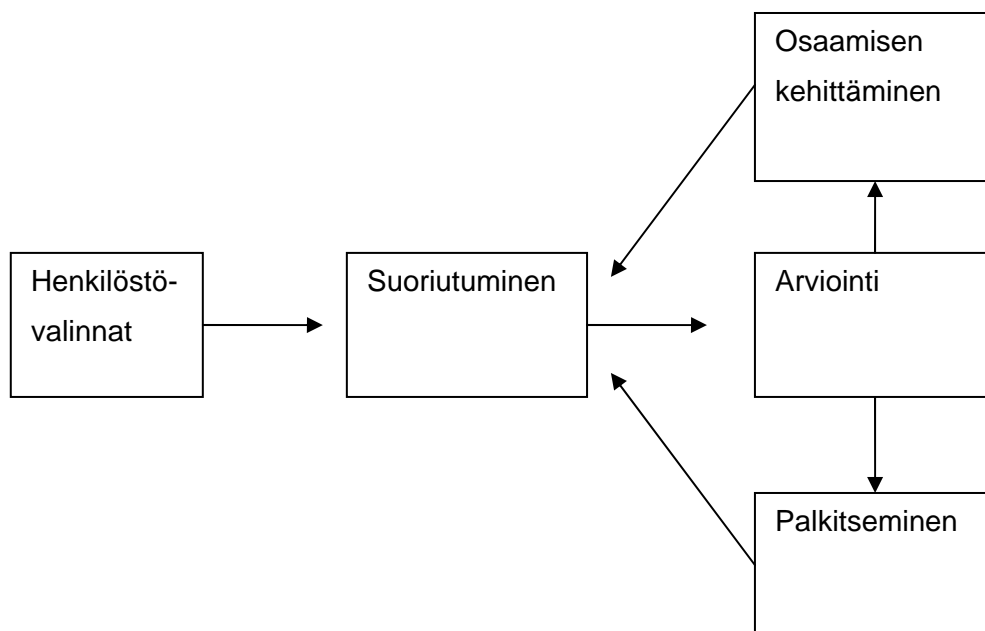 Osaamisen
kehittäminen
Henkilöstö-
valinnat
Suoriutuminen
Arviointi
Palkitseminen